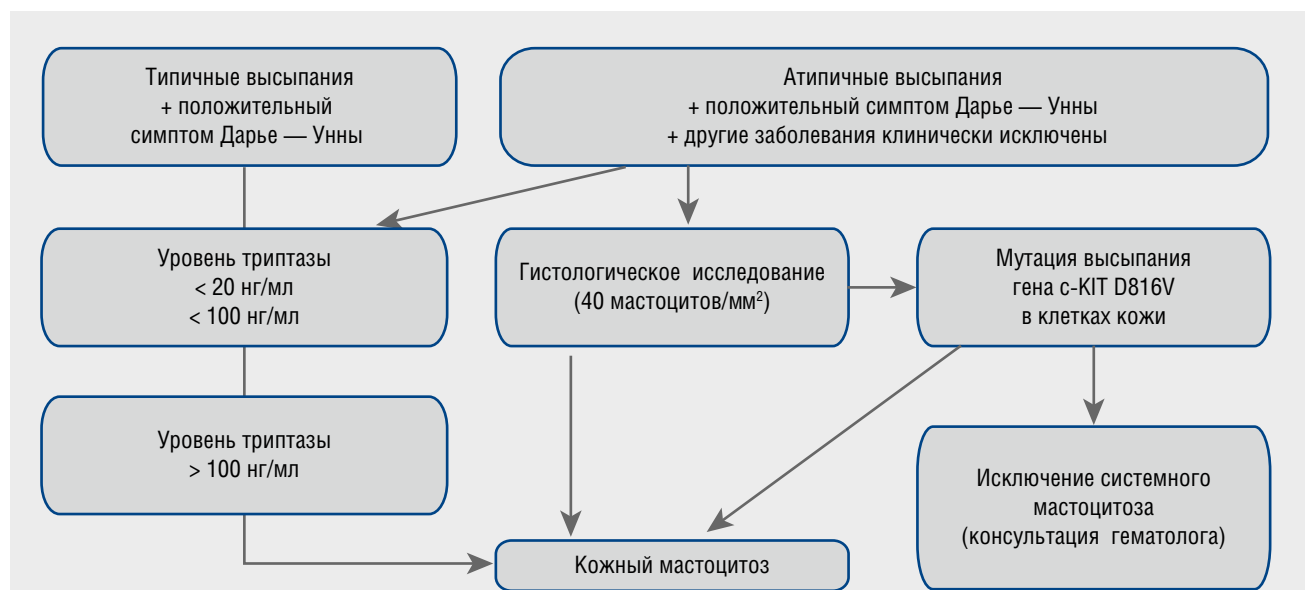 Типичные высыпания
+ положительный
симптом Дарье — Унны
Атипичные высыпания
+ положительный симптом Дарье — Унны
+ другие заболевания клинически исключены
Уровень триптазы
< 20 нг/мл
< 100 нг/мл
Гистологическое исследование
(40 мастоцитов/мм²)
Мутация высыпания
гена c-KIT D816V
в клетках кожи
Уровень триптазы
> 100 нг/мл
Исключение системного
мастоцитоза
(консультация гематолога)
Кожный мастоцитоз